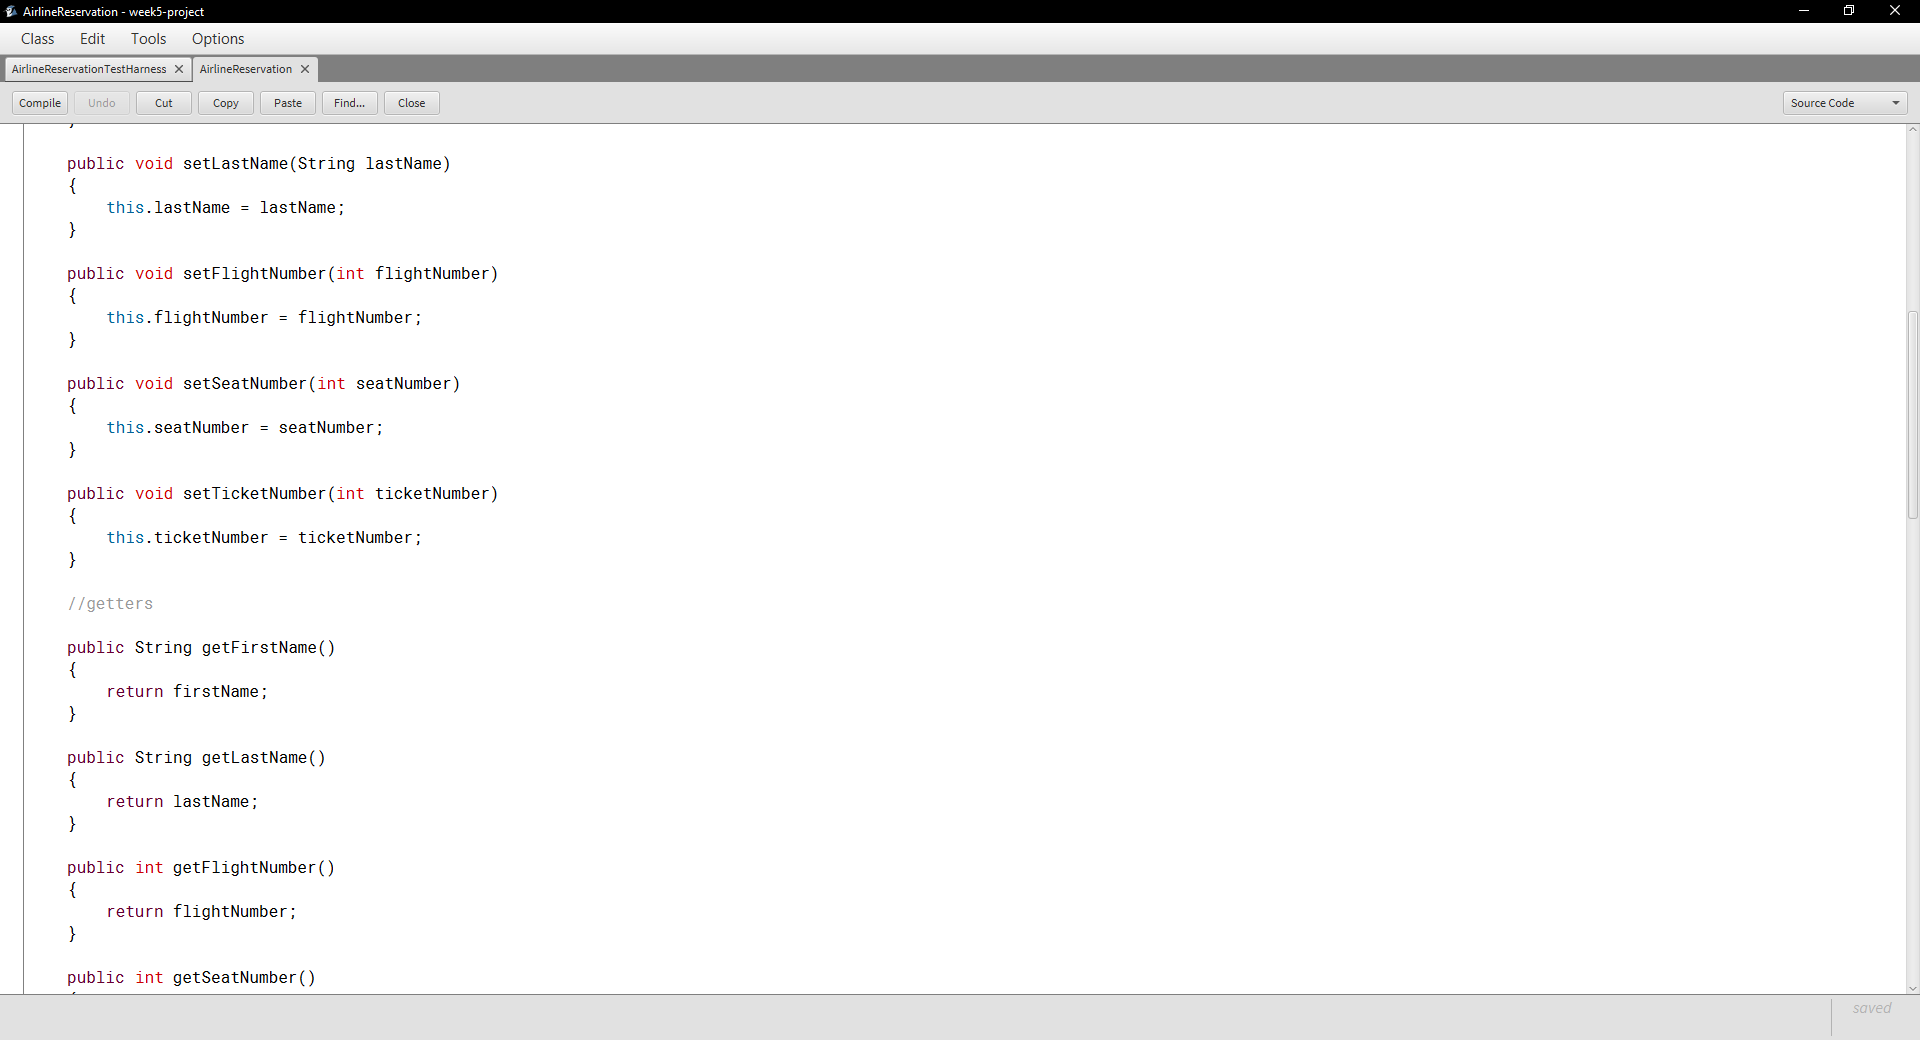 AirlineReservation - week5-project
Class Edit Tools Options
AirlineReservationTestHarness AirlineReservation
Compile Undo Cut Copy Paste Find... Close Source Code
}
public void setLastName(String lastName)
{
this.lastName = lastName;
}
public void setFlightNumber(int flightNumber)
{
this.flightNumber = flightNumber;
}
public void setSeatNumber(int seatNumber)
{
this.seatNumber = seatNumber;
}
public void setTicketNumber(int ticketNumber)
{
this.ticketNumber = ticketNumber;
}
//getters
public String getFirstName()
{
return firstName;
}
public String getLastName()
{
return lastName;
}
public int getFlightNumber()
{
return flightNumber;
}
public int getSeatNumber()
{
saved